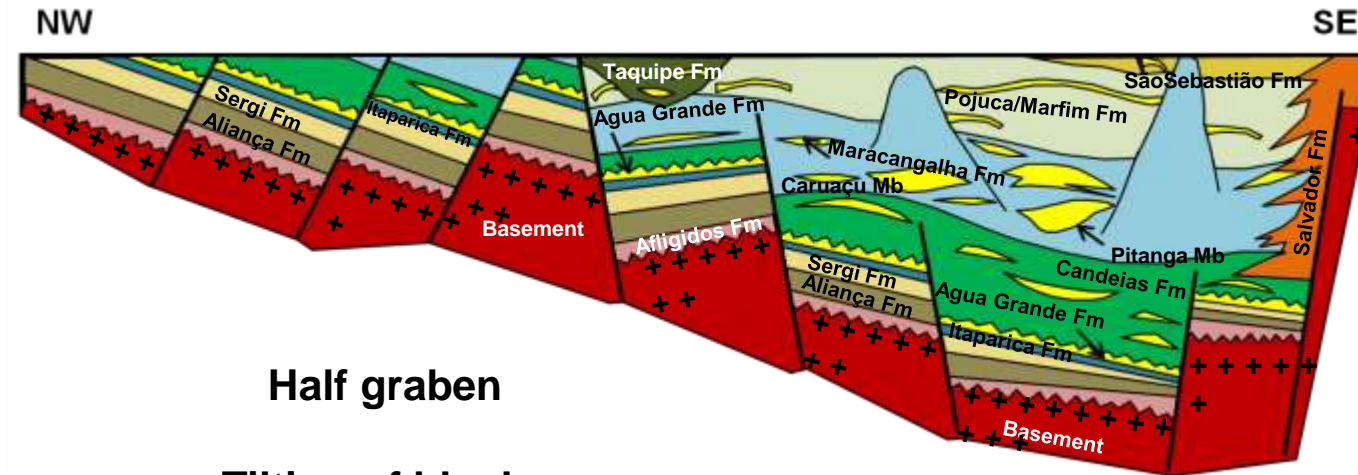 NW
SE
Taquipe Fm
SãoSebastião Fm
Sergi Fm
Itaparica Fm
Agua Grande Fm
Pojuca/Marfim Fm
Aliança Fm
Maracangalha Fm
Caruaçu Mb
Salvador Fm
Basement
Afligidos Fm
Pitanga Mb
Sergi Fm
Candeias Fm
Aliança Fm
Agua Grande Fm
Itaparica Fm
Half graben
Basement